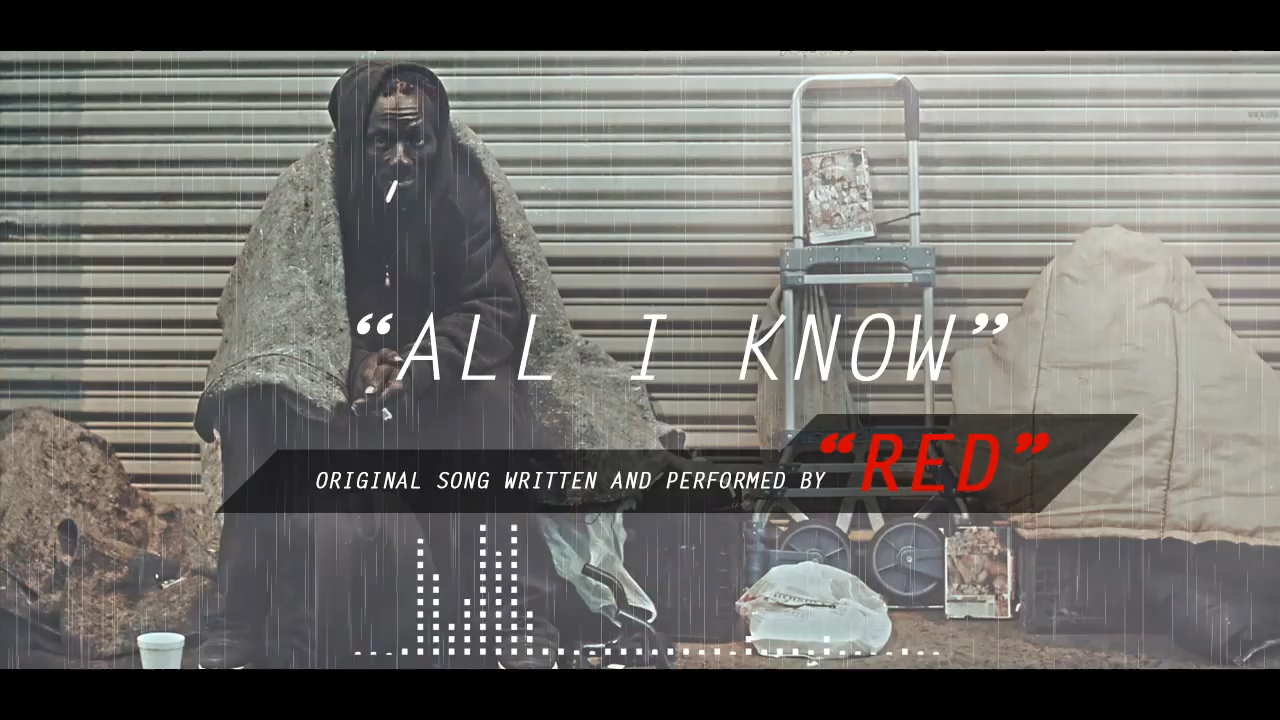 “ALL I KNOW”
ORIGINAL SONG WRITTEN AND PERFORMED BY “RED”